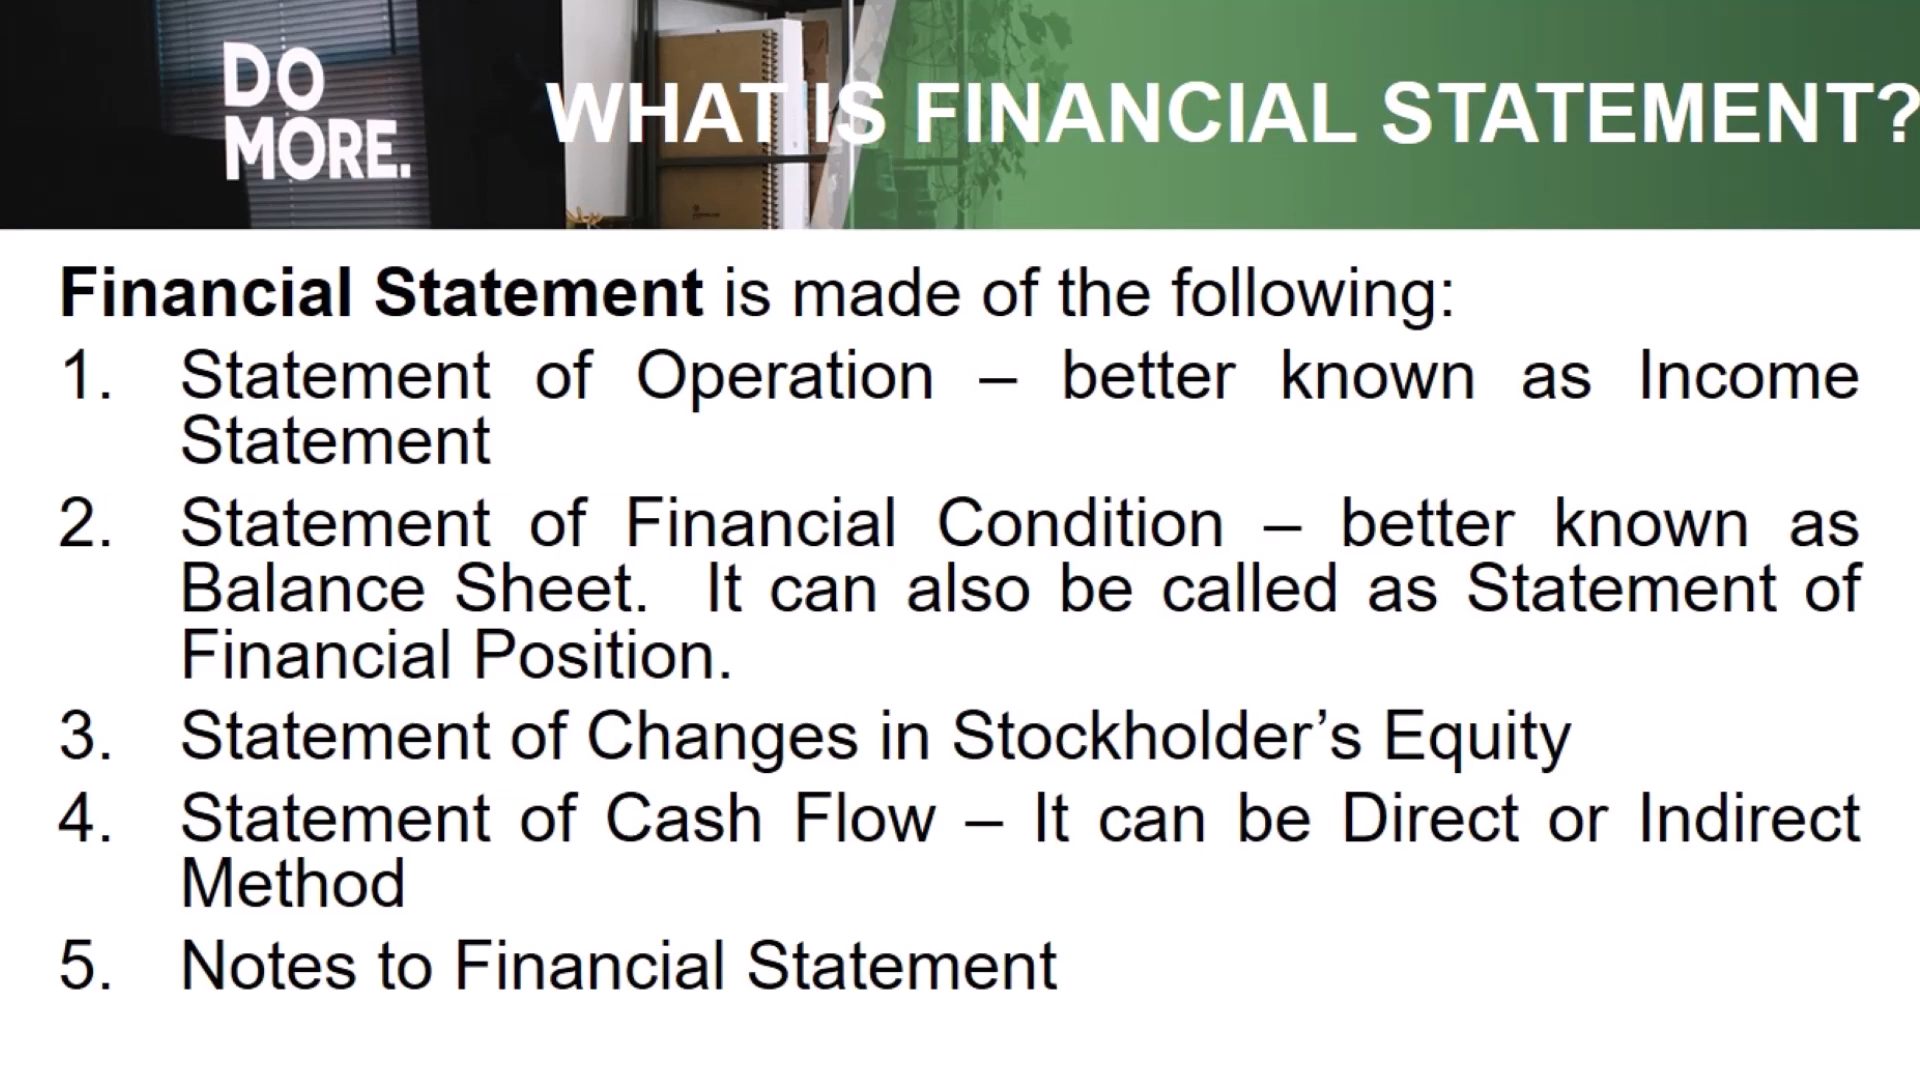 DO
MORE.
WHAT IS FINANCIAL STATEMENT?
Financial Statement is made of the following:
1. Statement of Operation – better known as Income
Statement
2. Statement of Financial Condition – better known as
Balance Sheet. It can also be called as Statement of
Financial Position.
3. Statement of Changes in Stockholder’s Equity
4. Statement of Cash Flow – It can be Direct or Indirect
Method
5. Notes to Financial Statement